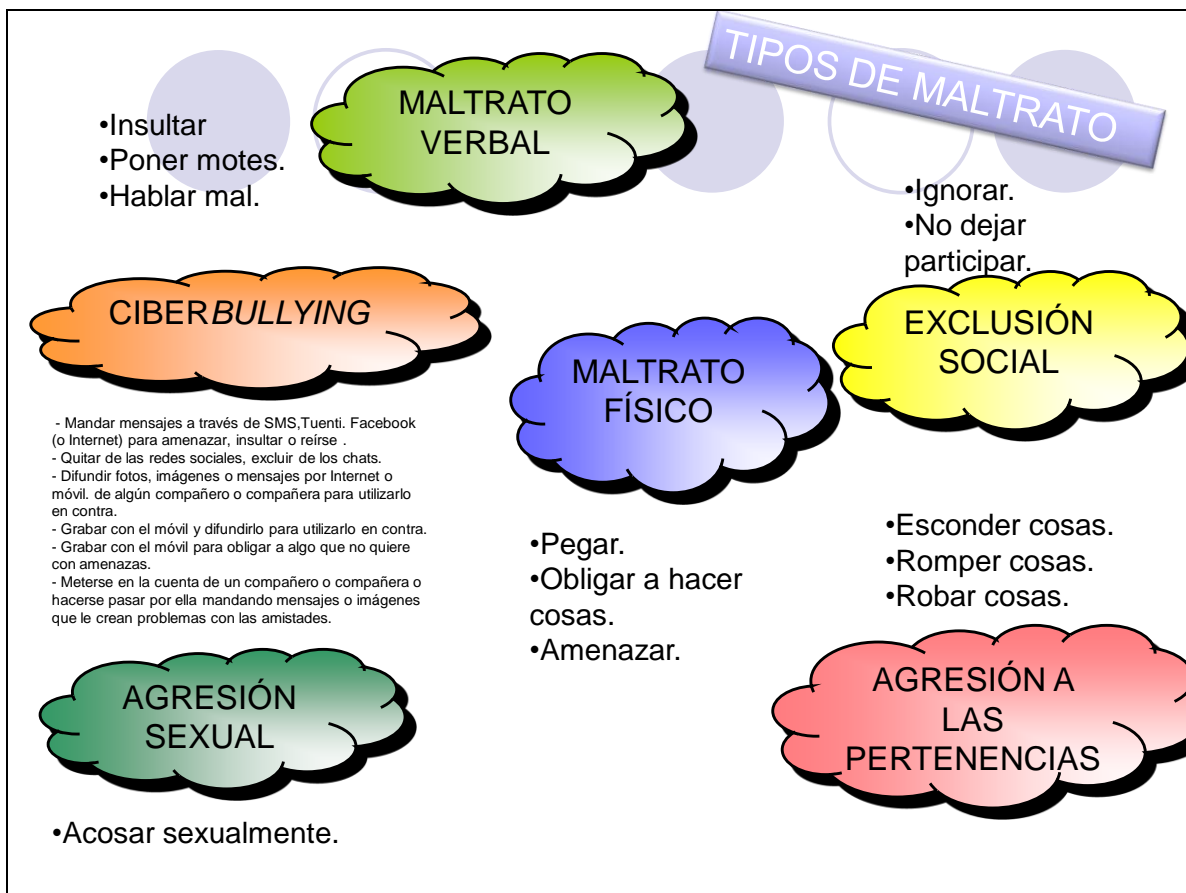 TIPOS DE MALTRATO
MALTRATO
VERBAL
•Insultar
•Poner motes.
•Hablar mal.
•Ignorar.
•No dejar
participar.
EXCLUSIÓN
SOCIAL
CIBERBULLYING
- Mandar mensajes a través de SMS,Tuenti. Facebook
(o Internet) para amenazar, insultar o reírse .
- Quitar de las redes sociales, excluir de los chats.
- Difundir fotos, imágenes o mensajes por Internet o
móvil. de algún compañero o compañera para utilizarlo
en contra.
- Grabar con el móvil y difundirlo para utilizarlo en contra.
- Grabar con el móvil para obligar a algo que no quiere
con amenazas.
- Meterse en la cuenta de un compañero o compañera o
hacerse pasar por ella mandando mensajes o imágenes
que le crean problemas con las amistades.
MALTRATO
FÍSICO
•Pegar.
•Obligar a hacer
cosas.
•Amenazar.
•Esconder cosas.
•Romper cosas.
•Robar cosas.
AGRESIÓN A
LAS
PERTENENCIAS
AGRESIÓN
SEXUAL
•Acosar sexualmente.